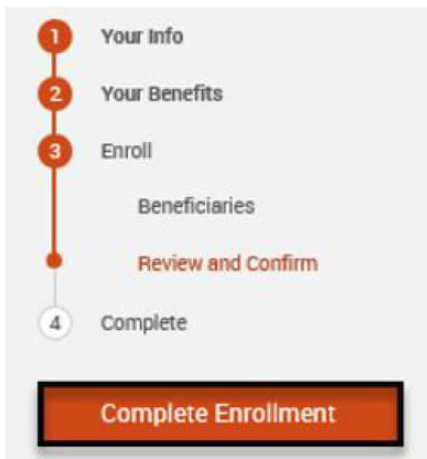 1 Your Info
2 Your Benefits
3 Enroll
Beneficiaries
Review and Confirm
4 Complete
Complete Enrollment